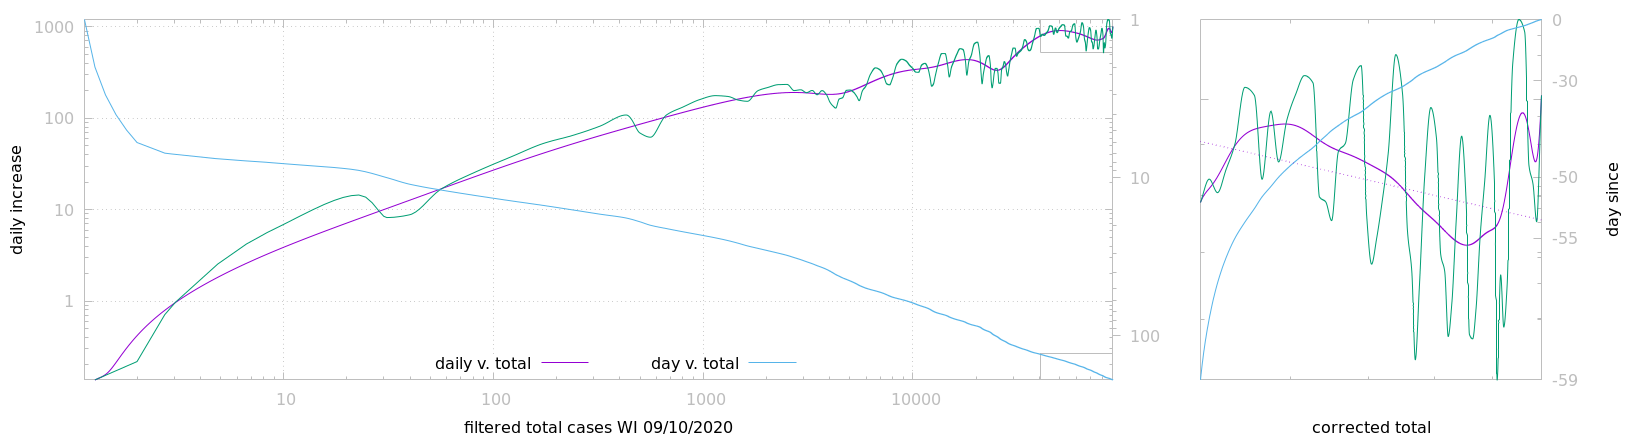 1000
100
10
1
daily increase
10
100
1000
10000
filtered total cases WI 09/10/2020
daily v. total
day v. total
1
10
100
0
-30
-50
-55
-59
day since
corrected total